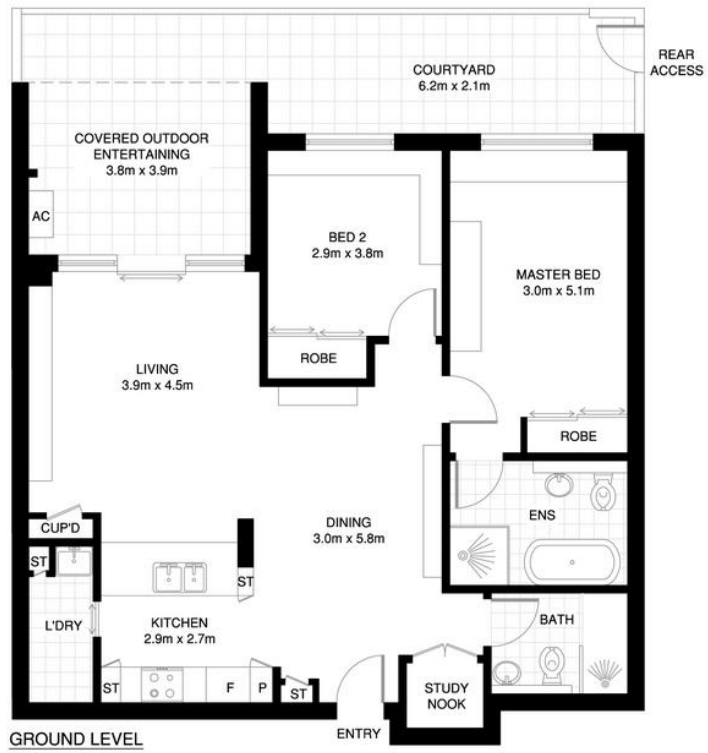 COURTYARD
6.2m x 2.1m
REAR
ACCESS
COVERED OUTDOOR
ENTERTAINING
3.8m x 3.9m
AC
BED 2
2.9m x 3.8m
MASTER BED
3.0m x 5.1m
ROBE
LIVING
3.9m x 4.5m
ROBE
CUP'D
DINING
3.0m x 5.8m
ENS
ST
ST
L'DRY
KITCHEN
2.9m x 2.7m
BATH
ST
F
P
ST
STUDY
NOOK
ENTRY
GROUND LEVEL